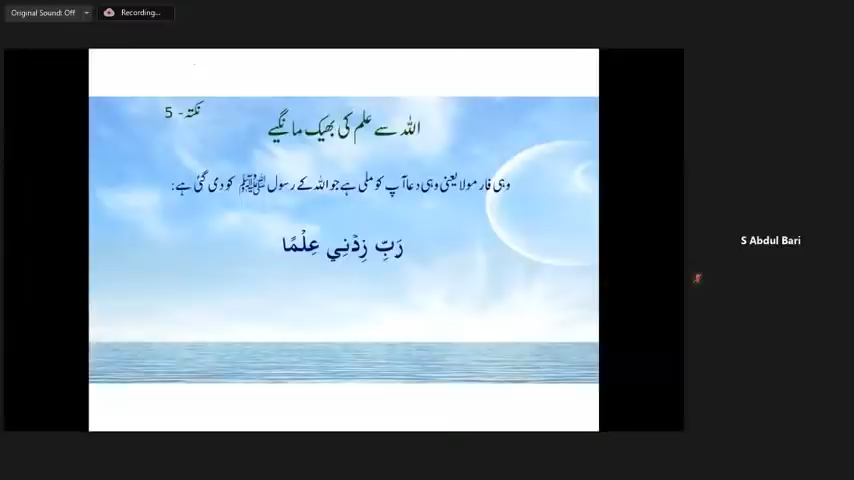 Original Sound: Off
Recording...
نکتہ - 5
اللہ سے علم کی بھیک مانگیے
وہی فارمولا یعنی وہی دعا آپ کو ملی ہے جو اللہ کے رسول ﷺ کو دی گئی ہے:
رَبِّ زِدْنِي عِلْمًا
S Abdul Bari